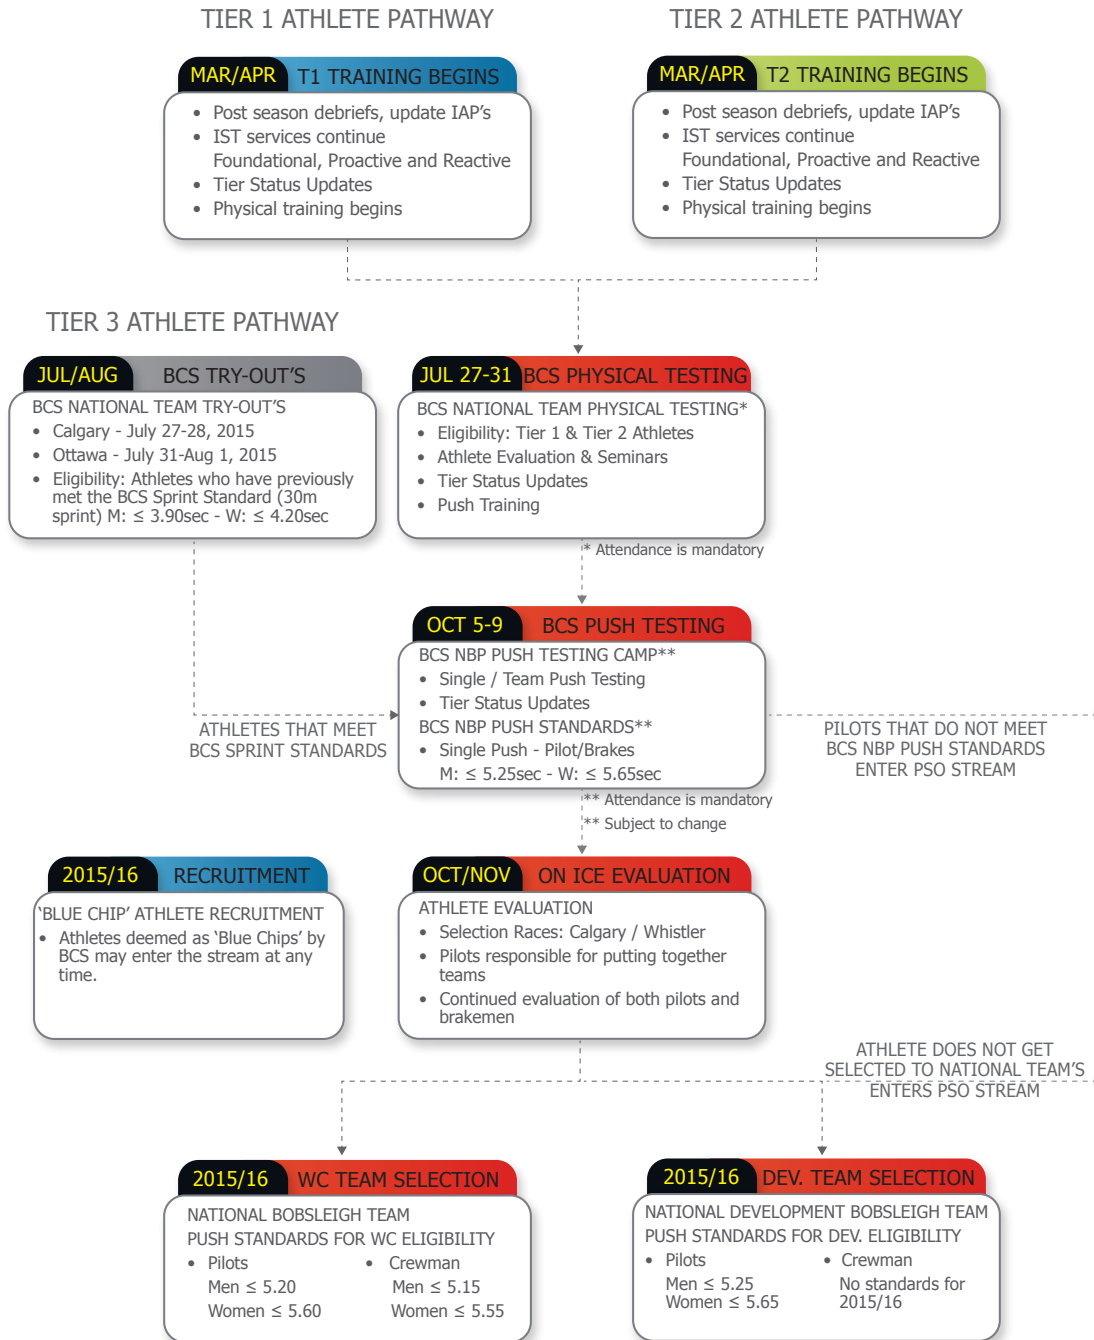 TIER 1 ATHLETE PATHWAY
TIER 2 ATHLETE PATHWAY
MAR/APR T1 TRAINING BEGINS
• Post season debriefs, update IAP's
• IST services continue
Foundational, Proactive and Reactive
• Tier Status Updates
• Physical training begins
MAR/APR T2 TRAINING BEGINS
• Post season debriefs, update IAP's
• IST services continue
Foundational, Proactive and Reactive
• Tier Status Updates
• Physical training begins
TIER 3 ATHLETE PATHWAY
JUL/AUG BCS TRY-OUT'S
BCS NATIONAL TEAM TRY-OUT'S
• Calgary - July 27-28, 2015
• Ottawa - July 31-Aug 1, 2015
• Eligibility: Athletes who have previously
met the BCS Sprint Standard (30m
sprint) M: ≤ 3.90sec - W: ≤ 4.20sec
JUL 27-31 BCS PHYSICAL TESTING
BCS NATIONAL TEAM PHYSICAL TESTING*
• Eligibility: Tier 1 & Tier 2 Athletes
• Athlete Evaluation & Seminars
• Tier Status Updates
• Push Training
* Attendance is mandatory
OCT 5-9 BCS PUSH TESTING
BCS NBP PUSH TESTING CAMP**
• Single / Team Push Testing
• Tier Status Updates
BCS NBP PUSH STANDARDS**
• Single Push - Pilot/Brakes
M: ≤ 5.25sec - W: ≤ 5.65sec
ATHLETES THAT MEET
BCS SPRINT STANDARDS
PILOTS THAT DO NOT MEET
BCS NBP PUSH STANDARDS
ENTER PSO STREAM
** Attendance is mandatory
** Subject to change
2015/16 RECRUITMENT
'BLUE CHIP' ATHLETE RECRUITMENT
• Athletes deemed as 'Blue Chips' by
BCS may enter the stream at any
time.
OCT/NOV ON ICE EVALUATION
ATHLETE EVALUATION
• Selection Races: Calgary / Whistler
• Pilots responsible for putting together
teams
• Continued evaluation of both pilots and
brakemen
ATHLETE DOES NOT GET
SELECTED TO NATIONAL TEAM'S
ENTERS PSO STREAM
2015/16 WC TEAM SELECTION
NATIONAL BOBSLEIGH TEAM
PUSH STANDARDS FOR WC ELIGIBILITY
• Pilots
Men ≤ 5.20
Women ≤ 5.60
• Crewman
Men ≤ 5.15
Women ≤ 5.55
2015/16 DEV. TEAM SELECTION
NATIONAL DEVELOPMENT BOBSLEIGH TEAM
PUSH STANDARDS FOR DEV. ELIGIBILITY
• Pilots
Men ≤ 5.25
Women ≤ 5.65
• Crewman
No standards for
2015/16